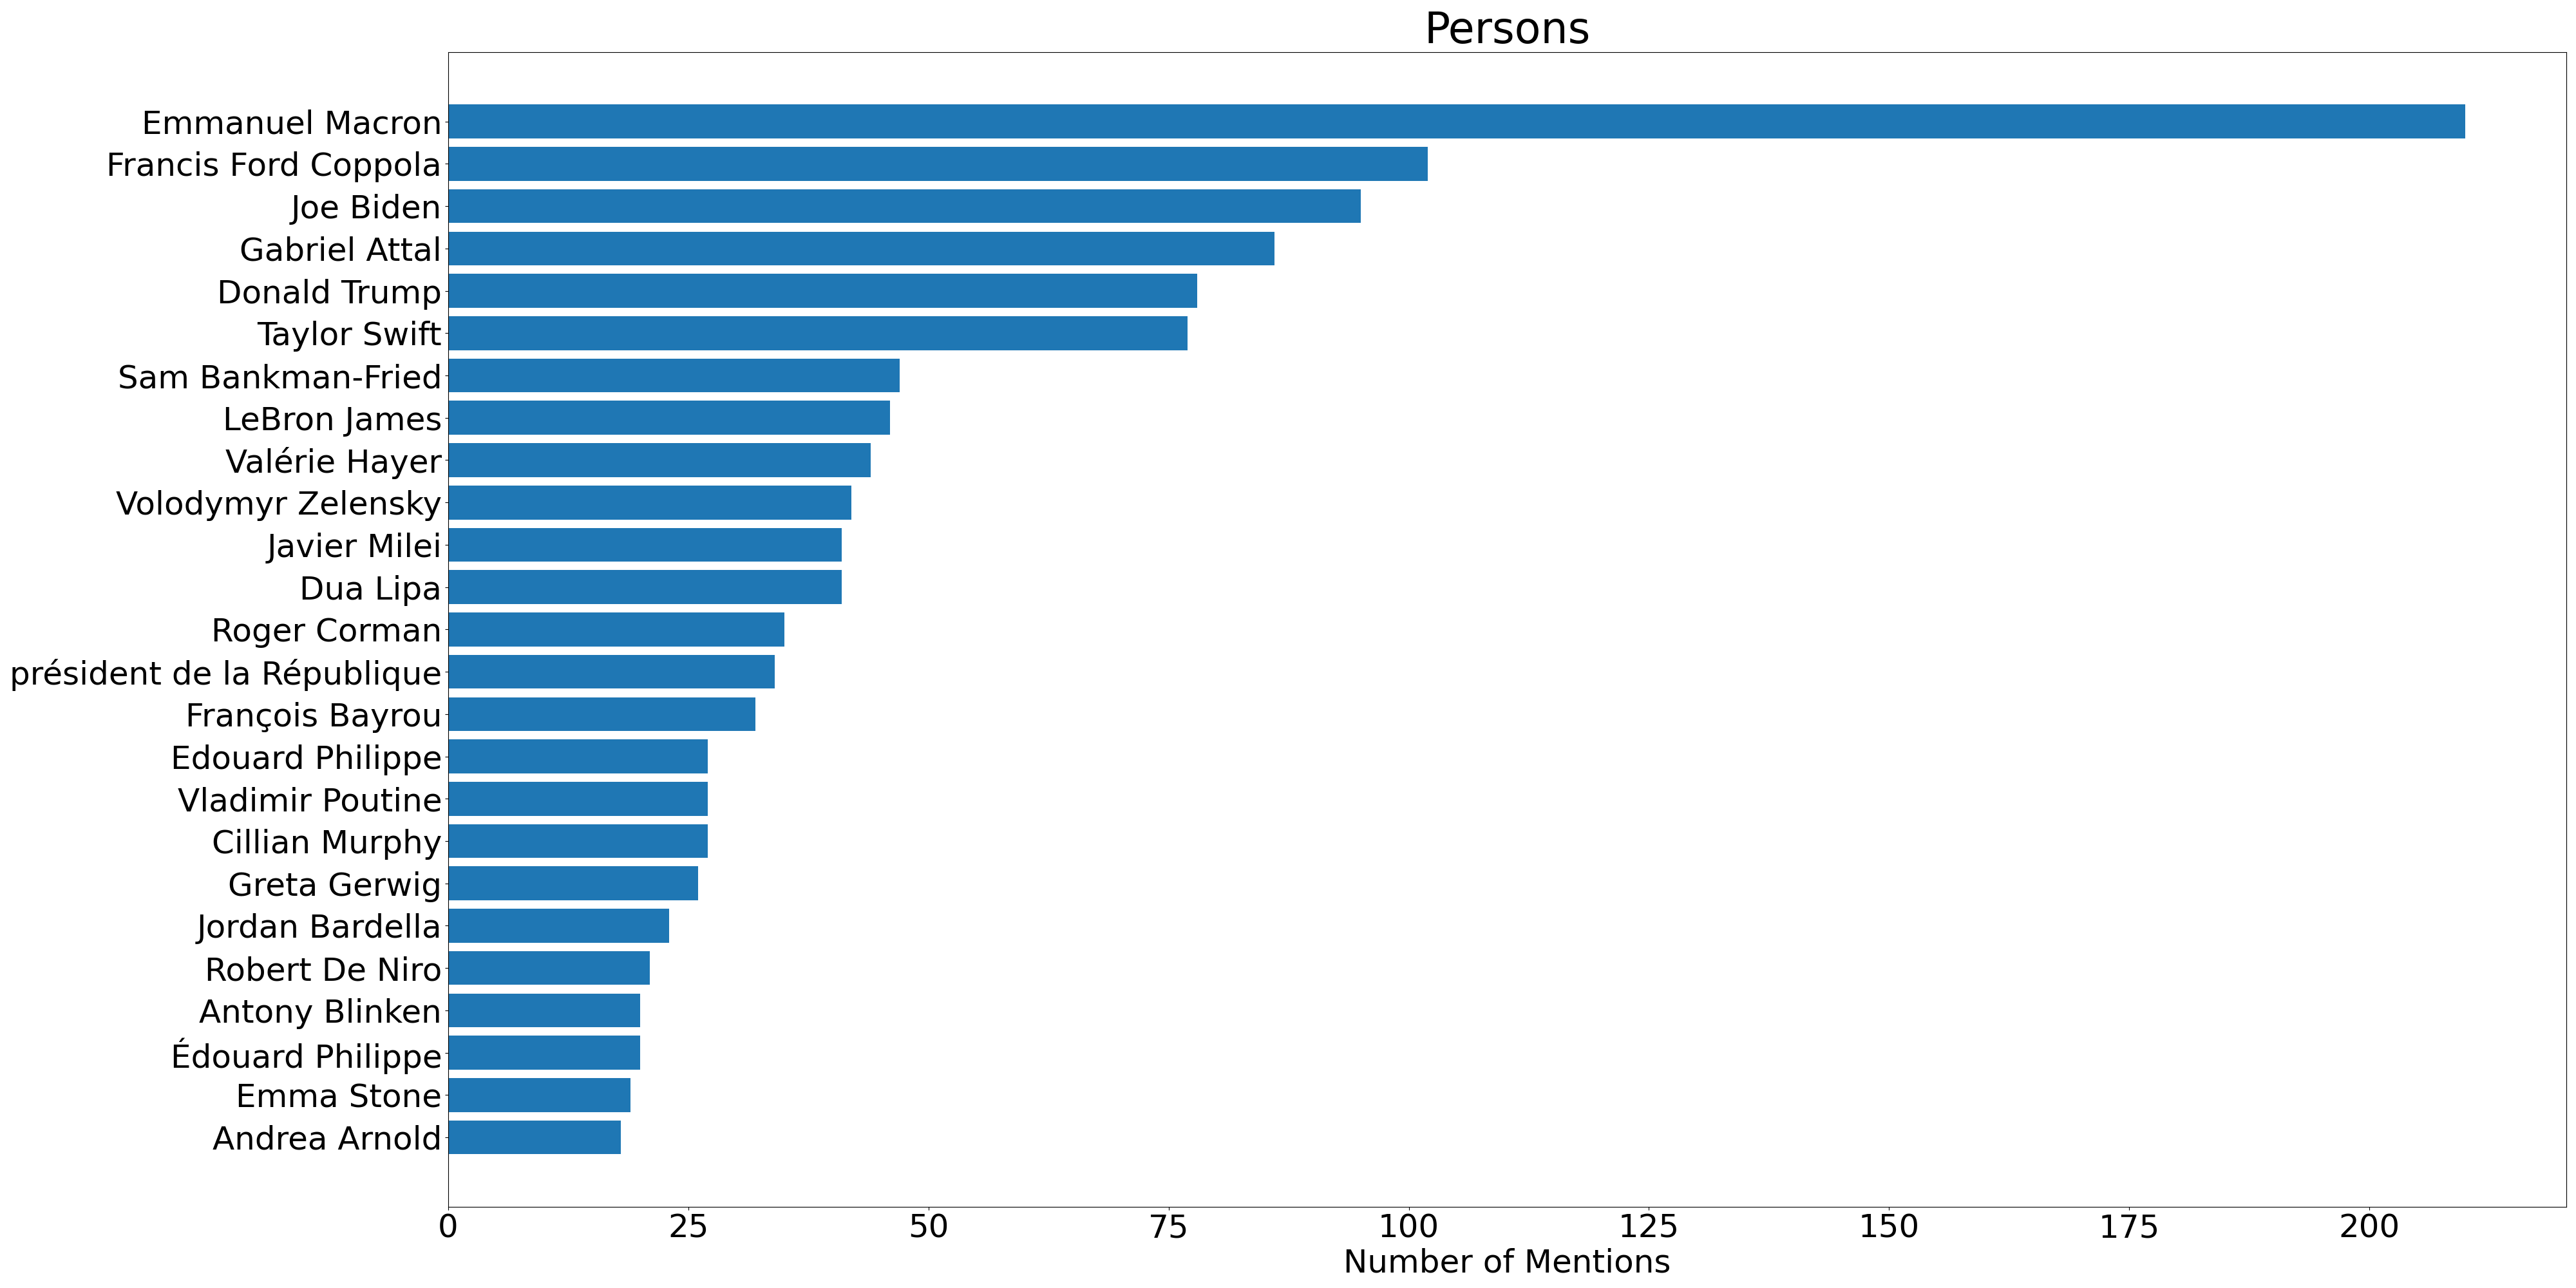 Persons
Emmanuel Macron
Francis Ford Coppola
Joe Biden
Gabriel Attal
Donald Trump
Taylor Swift
Sam Bankman-Fried
LeBron James
Valérie Hayer
Volodymyr Zelensky
Javier Milei
Dua Lipa
Roger Corman
président de la République
François Bayrou
Edouard Philippe
Vladimir Poutine
Cillian Murphy
Greta Gerwig
Jordan Bardella
Robert De Niro
Antony Blinken
Édouard Philippe
Emma Stone
Andrea Arnold
0 25 50 75 100 125 150 175 200
Number of Mentions